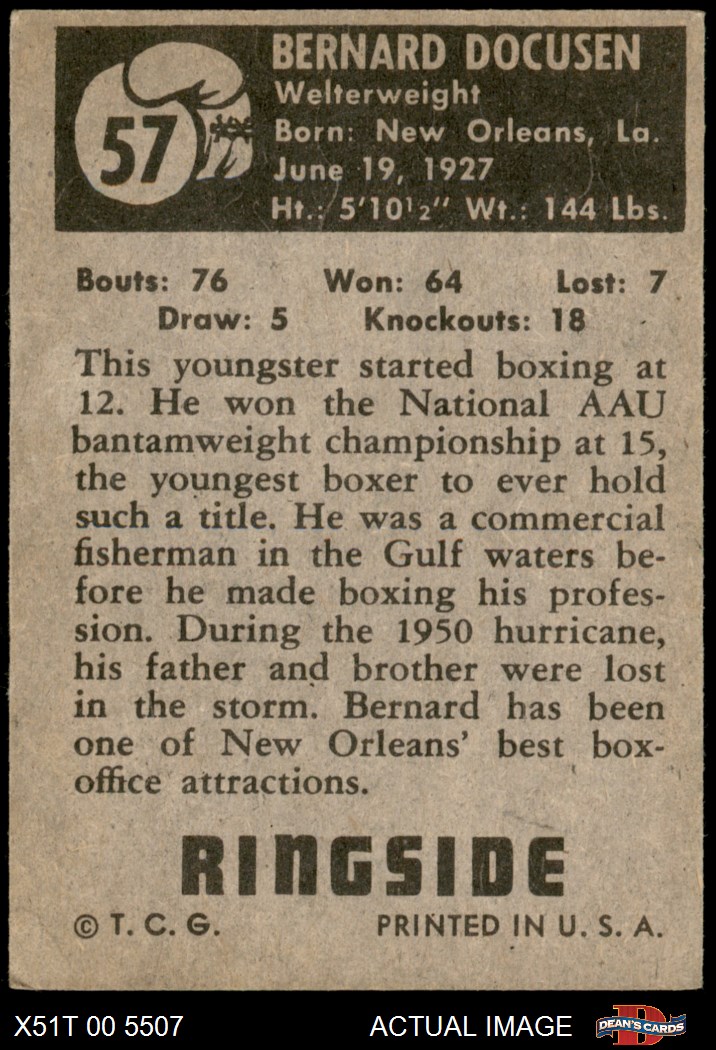 57
BERNARD DOCUSEN
Welterweight
Born: New Orleans, La.
June 19, 1927
Ht.: 5'10½" Wt.: 144 Lbs.
Bouts: 76 Won: 64 Lost: 7
Draw: 5 Knockouts: 18
This youngster started boxing at
12. He won the National AAU
bantamweight championship at 15,
the youngest boxer to ever hold
such a title. He was a commercial
fisherman in the Gulf waters be-
fore he made boxing his profes-
sion. During the 1950 hurricane,
his father and brother were lost
in the storm. Bernard has been
one of New Orleans' best box-
office attractions.
RINGSIDE
© T. C. G. PRINTED IN U. S. A.
X51T 00 5507 ACTUAL IMAGE D DEAN'S CARDS